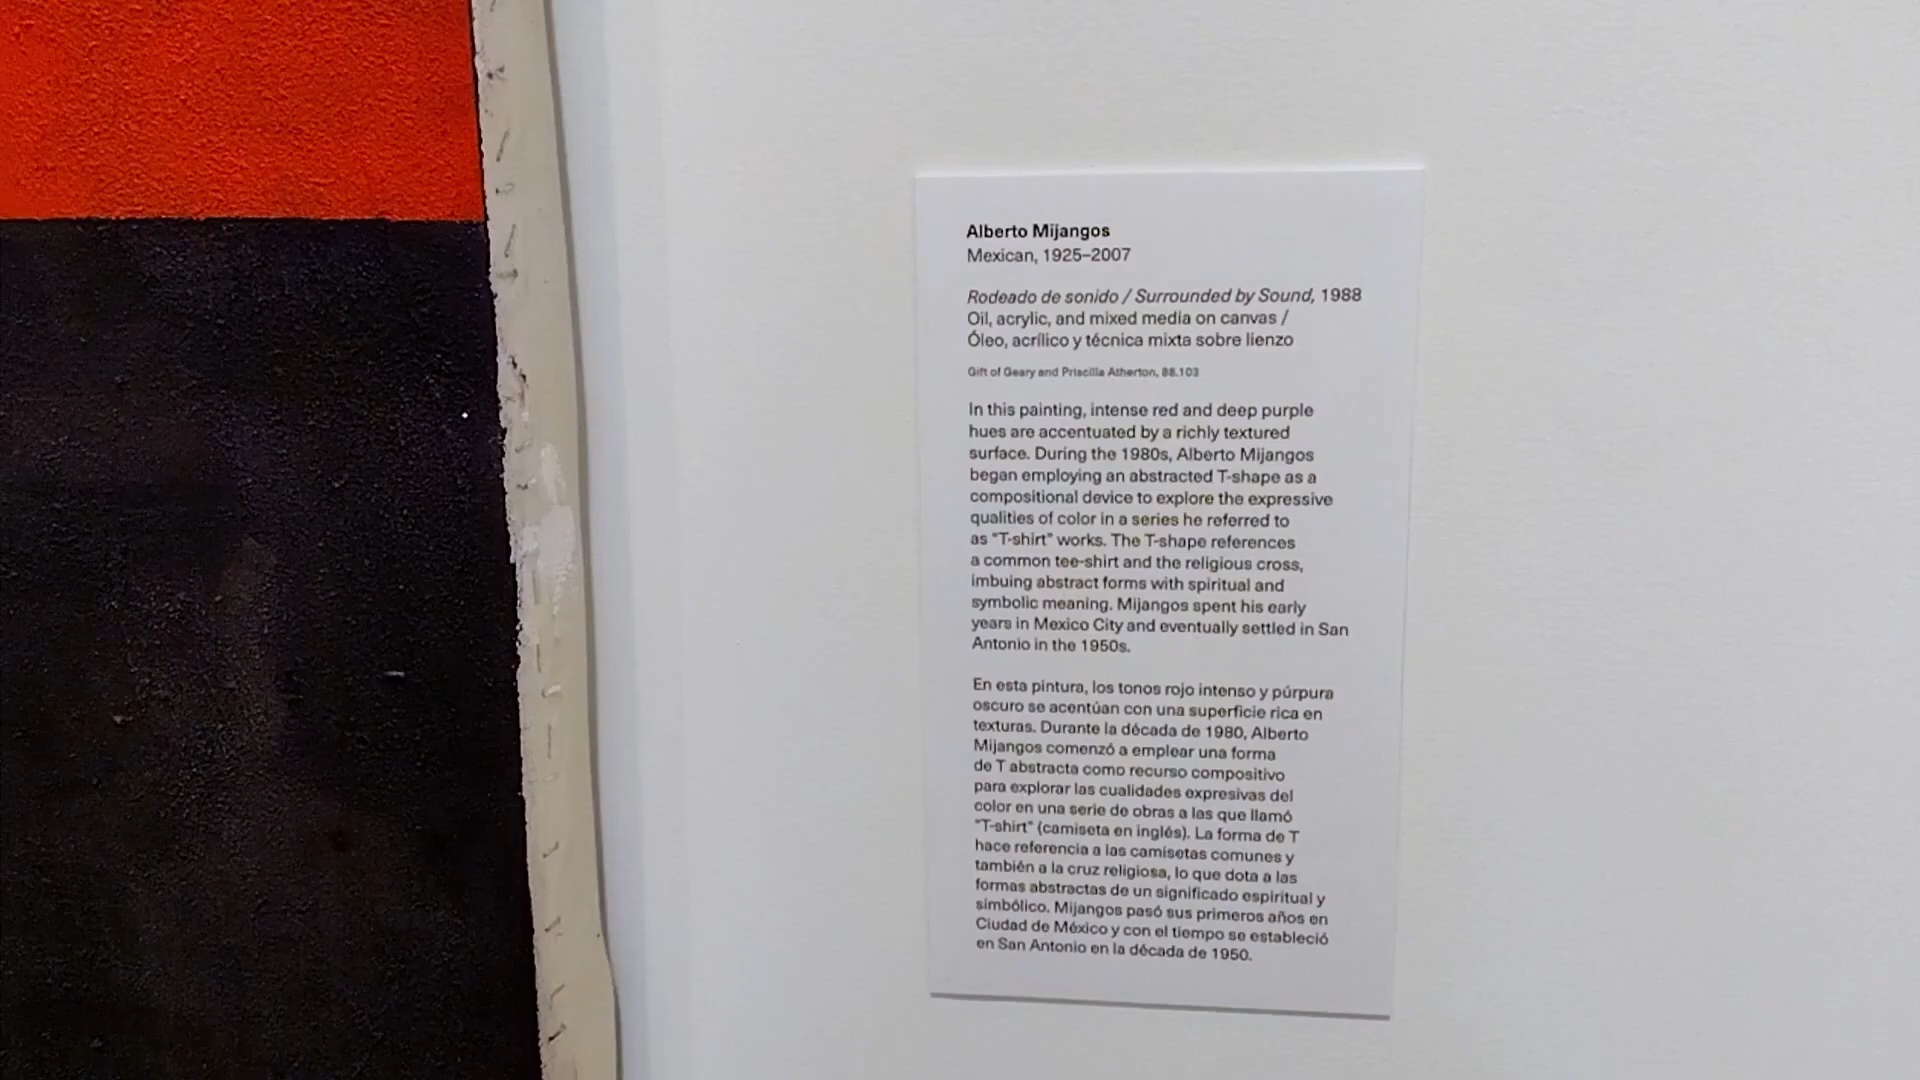 Alberto Mijangos
Mexican, 1925–2007
Rodeado de sonido / Surrounded by Sound, 1988
Oil, acrylic, and mixed media on canvas /
Óleo, acrílico y técnica mixta sobre lienzo
Gift of Geary and Priscilla Atherton, 88.103
In this painting, intense red and deep purple
hues are accentuated by a richly textured
surface. During the 1980s, Alberto Mijangos
began employing an abstracted T-shape as a
compositional device to explore the expressive
qualities of color in a series he referred to
as "T-shirt" works. The T-shape references
a common tee-shirt and the religious cross,
imbuing abstract forms with spiritual and
symbolic meaning. Mijangos spent his early
years in Mexico City and eventually settled in San
Antonio in the 1950s.
En esta pintura, los tonos rojo intenso y púrpura
oscuro se acentúan con una superficie rica en
texturas. Durante la década de 1980, Alberto
Mijangos comenzó a emplear una forma
de T abstracta como recurso compositivo
para explorar las cualidades expresivas del
color en una serie de obras a las que llamó
"T-shirt" (camiseta en inglés). La forma de T
hace referencia a las camisetas comunes y
también a la cruz religiosa, lo que dota a las
formas abstractas de un significado espiritual y
simbólico. Mijangos pasó sus primeros años en
Ciudad de México y con el tiempo se estableció
en San Antonio en la década de 1950.